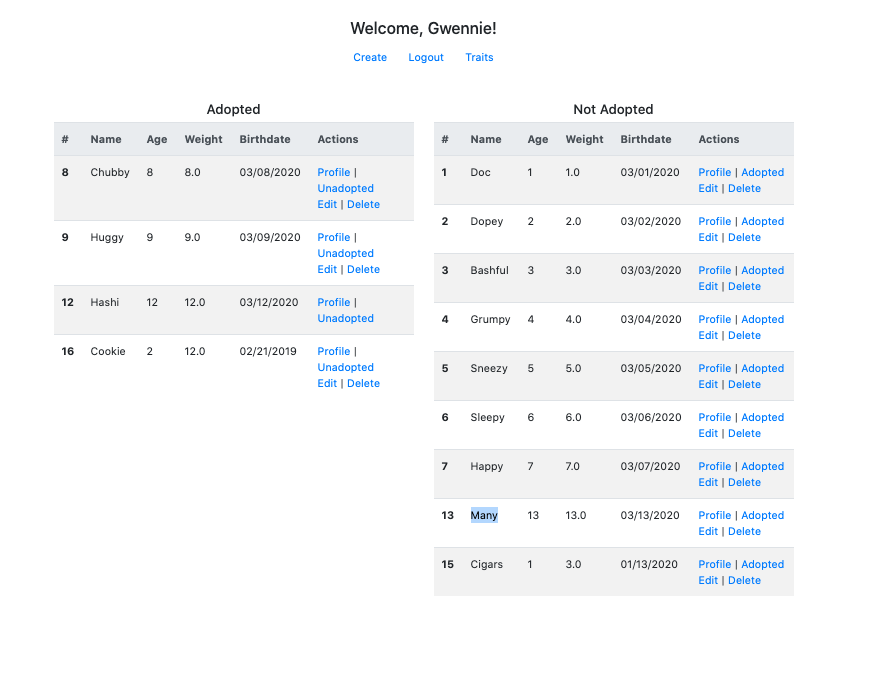 Welcome, Gwennie!
Create Logout Traits
Adopted
# Name Age Weight Birthdate Actions
8 Chubby 8 8.0 03/08/2020 Profile |
Unadopted
Edit | Delete
9 Huggy 9 9.0 03/09/2020 Profile |
Unadopted
Edit | Delete
12 Hashi 12 12.0 03/12/2020 Profile |
Unadopted
16 Cookie 2 12.0 02/21/2019 Profile |
Unadopted
Edit | Delete
Not Adopted
# Name Age Weight Birthdate Actions
1 Doc 1 1.0 03/01/2020 Profile | Adopted
Edit | Delete
2 Dopey 2 2.0 03/02/2020 Profile | Adopted
Edit | Delete
3 Bashful 3 3.0 03/03/2020 Profile | Adopted
Edit | Delete
4 Grumpy 4 4.0 03/04/2020 Profile | Adopted
Edit | Delete
5 Sneezy 5 5.0 03/05/2020 Profile | Adopted
Edit | Delete
6 Sleepy 6 6.0 03/06/2020 Profile | Adopted
Edit | Delete
7 Happy 7 7.0 03/07/2020 Profile | Adopted
Edit | Delete
13 Many 13 13.0 03/13/2020 Profile | Adopted
Edit | Delete
15 Cigars 1 3.0 01/13/2020 Profile | Adopted
Edit | Delete